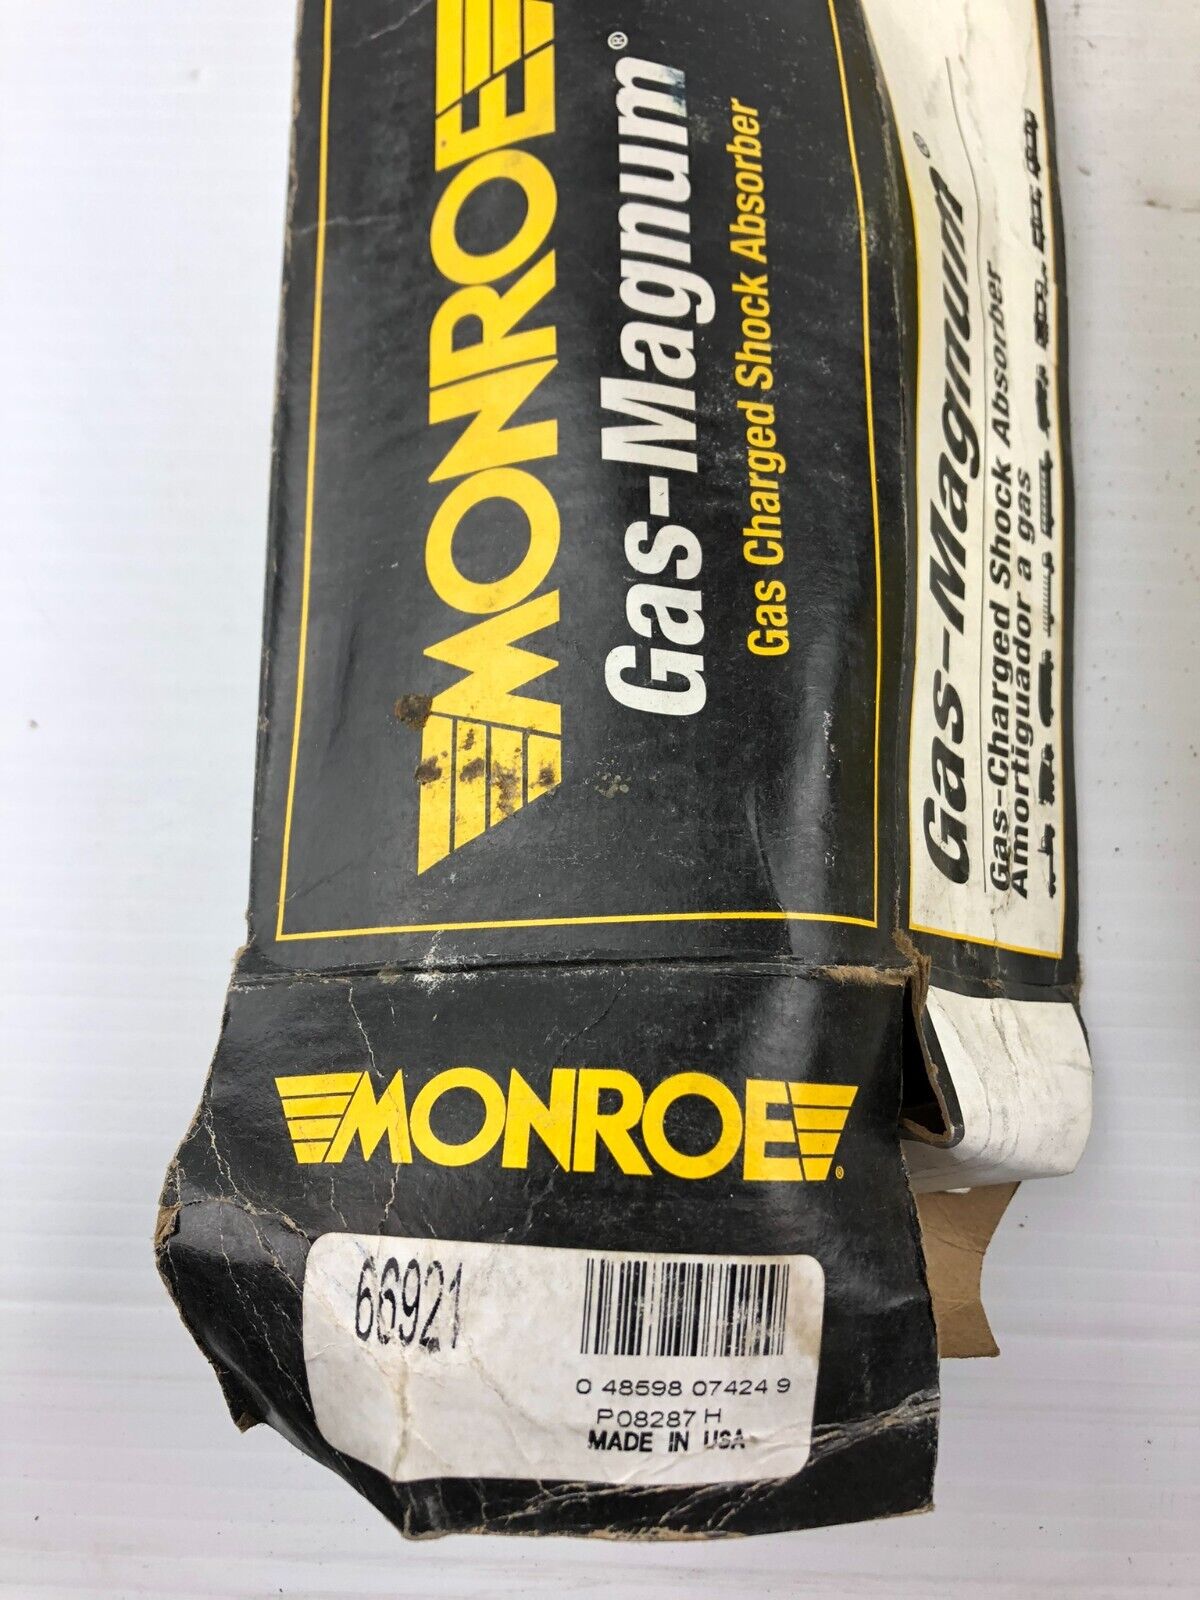 MONROE
Gas-Magnum®
Gas Charged Shock Absorber
Gas-Magnum®
Gas-Charged Shock Absorber
Amortiguador a gas
MONROE®
66921
0 48598 07424 9
P08287 H
MADE IN USA